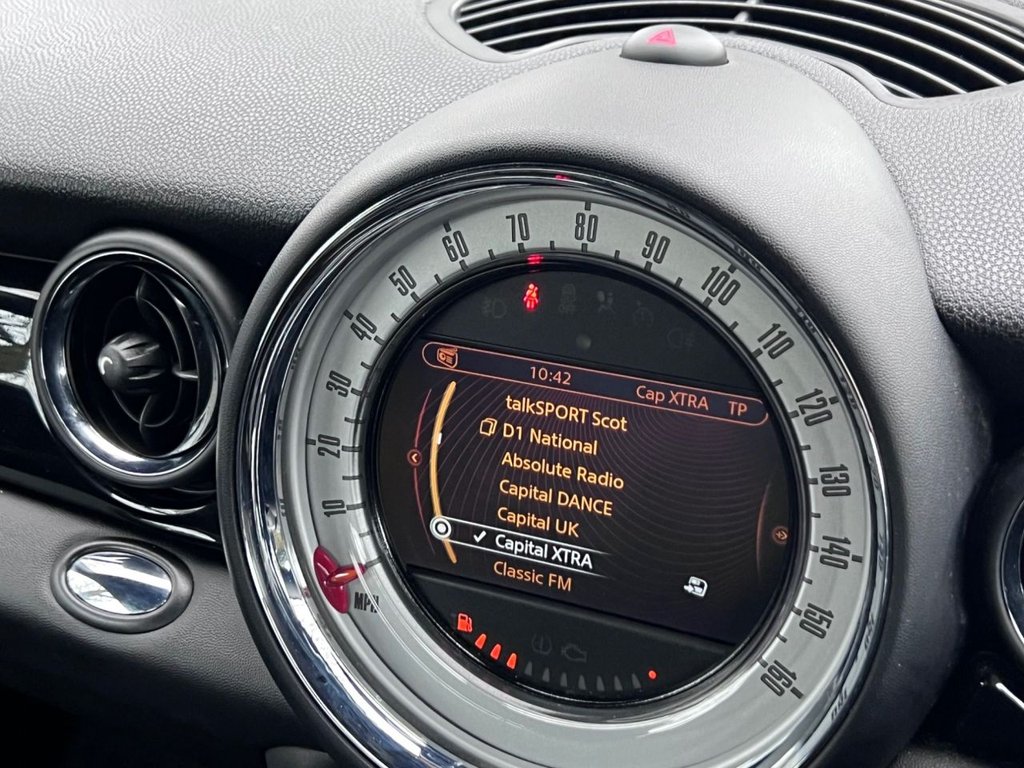 10 20 30 40 50 60 70 80 90 100 110 120 130 140 150 160
MPH
10:42 Cap XTRA TP
talkSPORT Scot
D1 National
Absolute Radio
Capital DANCE
Capital UK
Capital XTRA
Classic FM